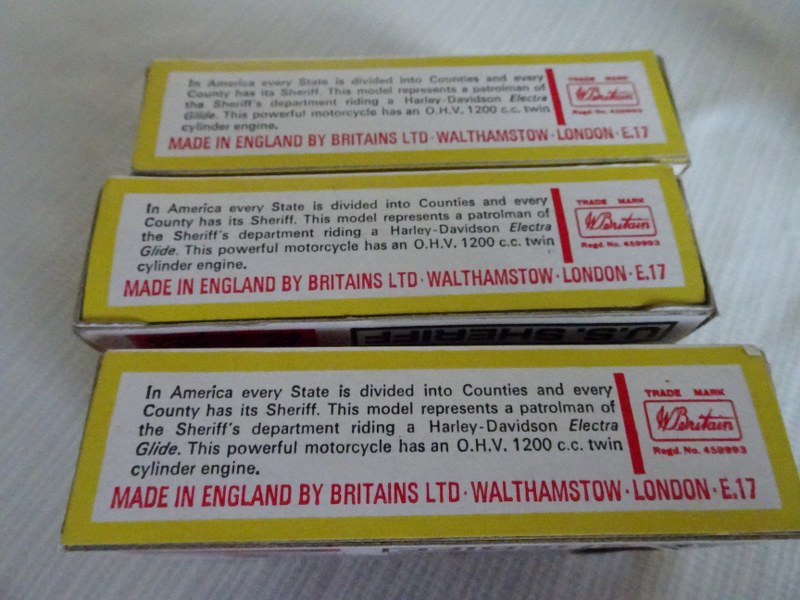 In America every State is divided into Counties and every
County has its Sheriff. This model represents a patrolman of
the Sheriff's department riding a Harley-Davidson Electra
Glide. This powerful motorcycle has an O.H.V. 1200 c.c. twin
cylinder engine.
MADE IN ENGLAND BY BRITAINS LTD · WALTHAMSTOW · LONDON · E.17
TRADE MARK
W. Britain
Regd. No. 459993
In America every State is divided into Counties and every
County has its Sheriff. This model represents a patrolman of
the Sheriff's department riding a Harley-Davidson Electra
Glide. This powerful motorcycle has an O.H.V. 1200 c.c. twin
cylinder engine.
MADE IN ENGLAND BY BRITAINS LTD · WALTHAMSTOW · LONDON · E.17
TRADE MARK
W. Britain
Regd. No. 459993
U.S. SHERIFF
In America every State is divided into Counties and every
County has its Sheriff. This model represents a patrolman of
the Sheriff's department riding a Harley-Davidson Electra
Glide. This powerful motorcycle has an O.H.V. 1200 c.c. twin
cylinder engine.
MADE IN ENGLAND BY BRITAINS LTD · WALTHAMSTOW · LONDON · E.17
TRADE MARK
W. Britain
Regd. No. 459993